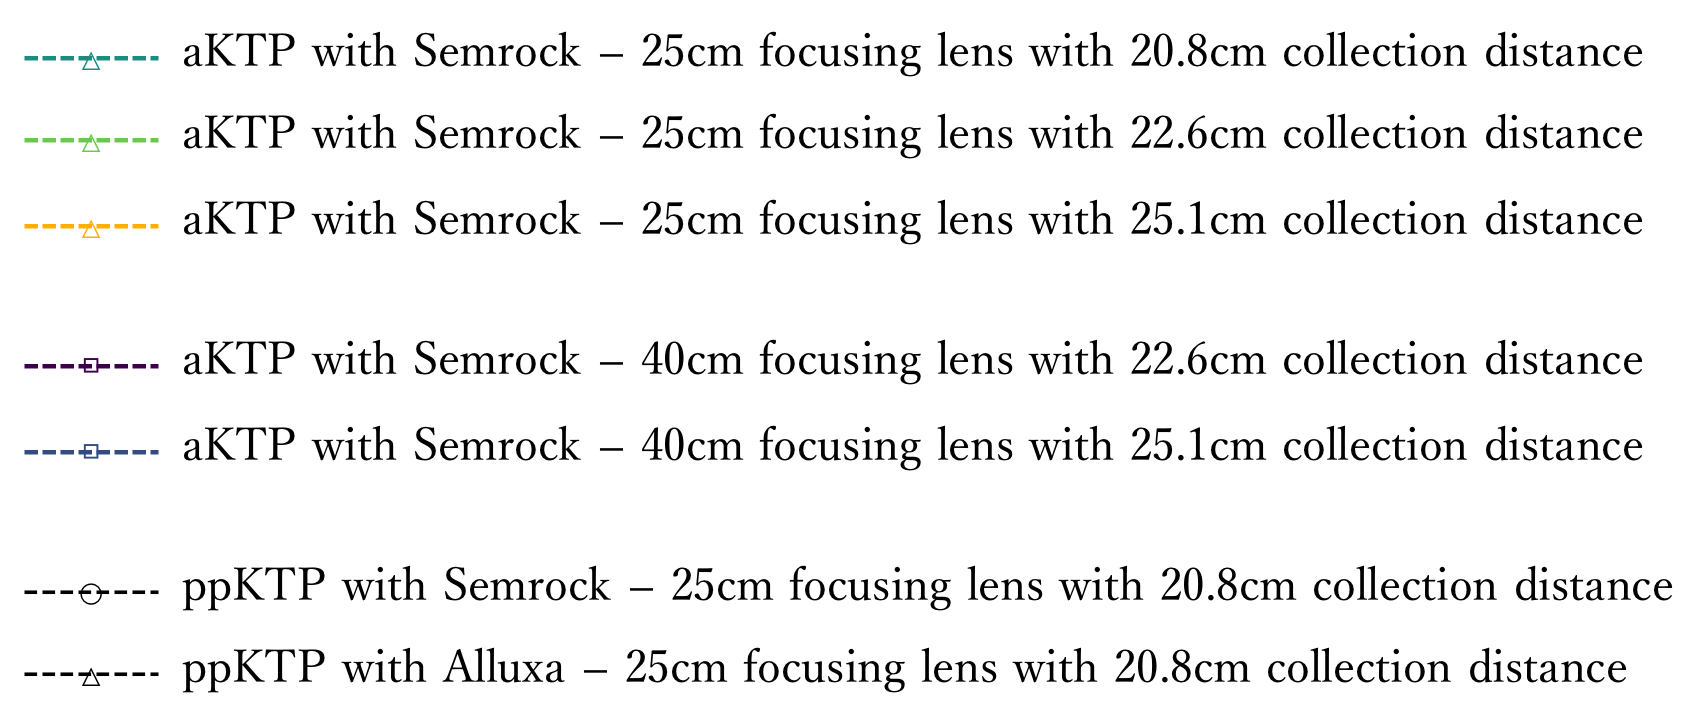 aKTP with Semrock – 25cm focusing lens with 20.8cm collection distance
aKTP with Semrock – 25cm focusing lens with 22.6cm collection distance
aKTP with Semrock – 25cm focusing lens with 25.1cm collection distance
aKTP with Semrock – 40cm focusing lens with 22.6cm collection distance
aKTP with Semrock – 40cm focusing lens with 25.1cm collection distance
ppKTP with Semrock – 25cm focusing lens with 20.8cm collection distance
ppKTP with Alluxa – 25cm focusing lens with 20.8cm collection distance